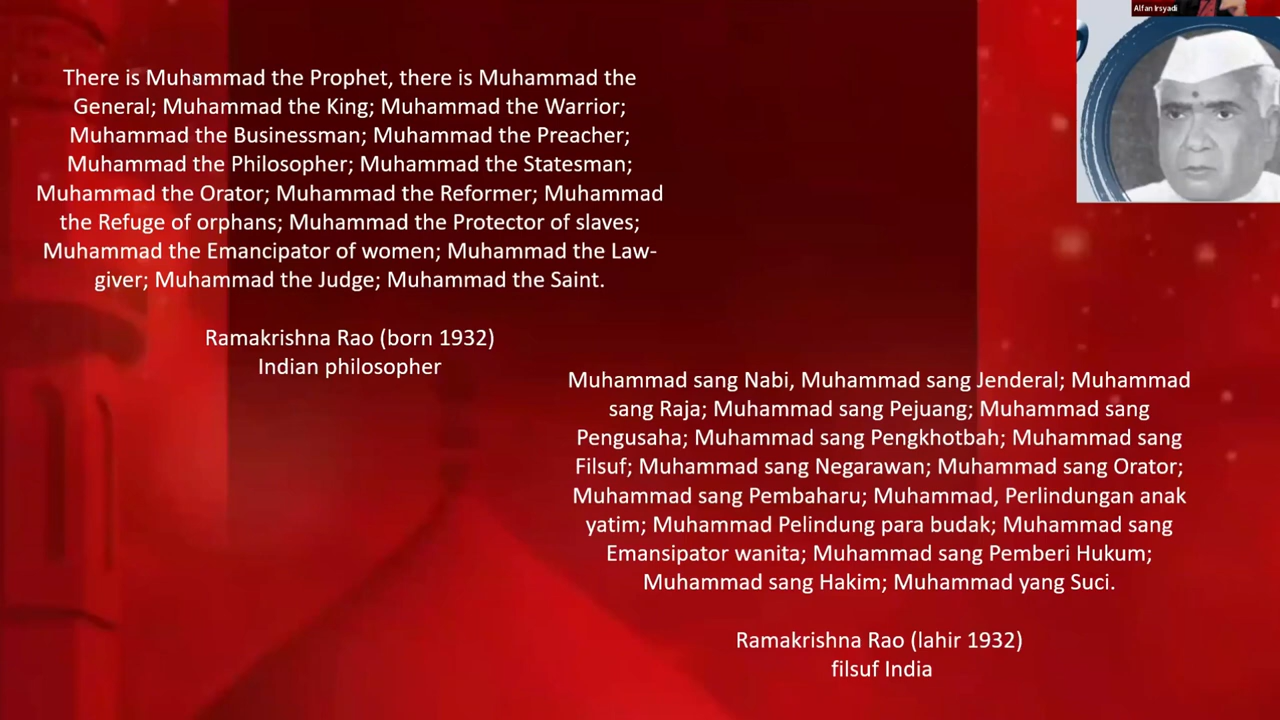 Alfan Irsyadi
There is Muhammad the Prophet, there is Muhammad the
General; Muhammad the King; Muhammad the Warrior;
Muhammad the Businessman; Muhammad the Preacher;
Muhammad the Philosopher; Muhammad the Statesman;
Muhammad the Orator; Muhammad the Reformer; Muhammad
the Refuge of orphans; Muhammad the Protector of slaves;
Muhammad the Emancipator of women; Muhammad the Law-
giver; Muhammad the Judge; Muhammad the Saint.
Ramakrishna Rao (born 1932)
Indian philosopher
Muhammad sang Nabi, Muhammad sang Jenderal; Muhammad
sang Raja; Muhammad sang Pejuang; Muhammad sang
Pengusaha; Muhammad sang Pengkhotbah; Muhammad sang
Filsuf; Muhammad sang Negarawan; Muhammad sang Orator;
Muhammad sang Pembaharu; Muhammad, Perlindungan anak
yatim; Muhammad Pelindung para budak; Muhammad sang
Emansipator wanita; Muhammad sang Pemberi Hukum;
Muhammad sang Hakim; Muhammad yang Suci.
Ramakrishna Rao (lahir 1932)
filsuf India